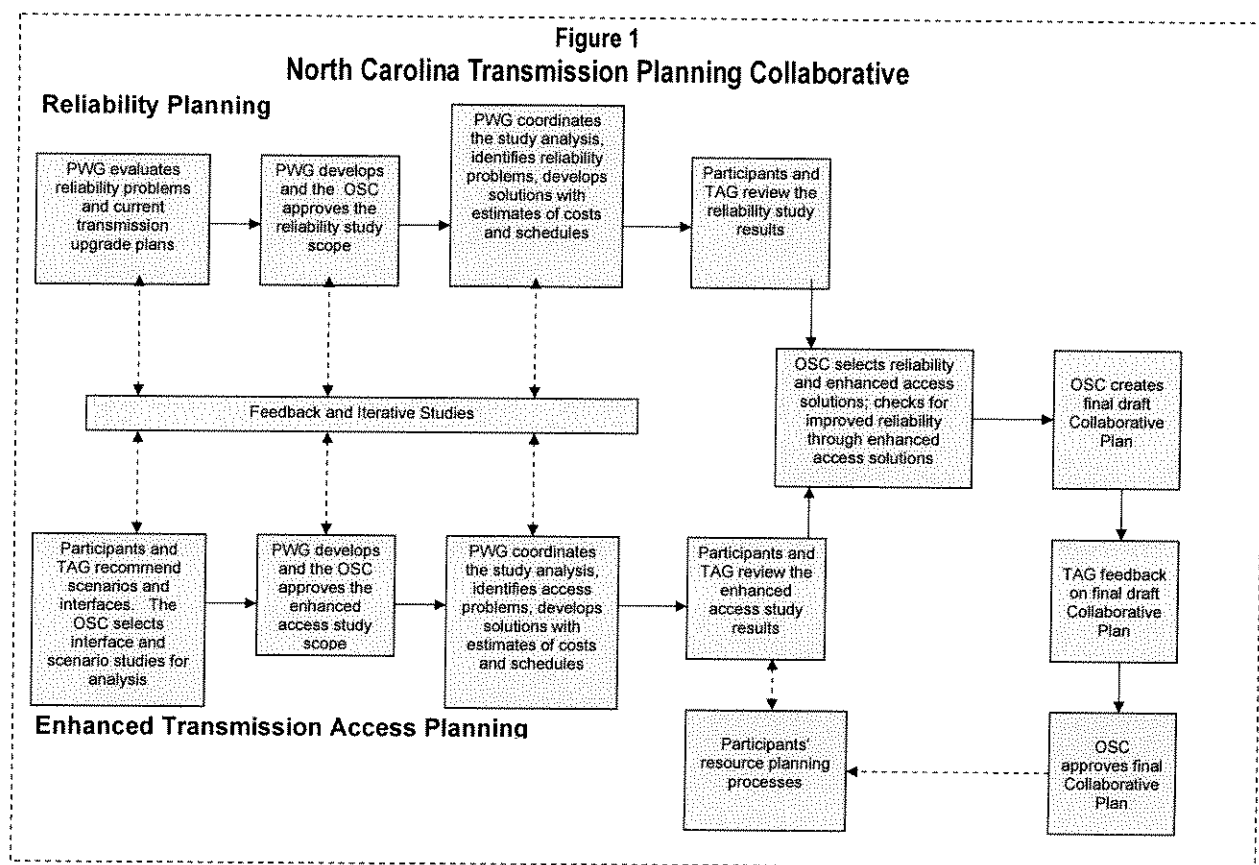 Figure 1
North Carolina Transmission Planning Collaborative
Reliability Planning
PWG evaluates
reliability problems
and current
transmission
upgrade plans
PWG develops
and the OSC
approves the
reliability study
scope
PWG coordinates
the study analysis,
identifies reliability
problems, develops
solutions with
estimates of costs
and schedules
Participants and
TAG review the
reliability study
results
Feedback and Iterative Studies
OSC selects reliability
and enhanced access
solutions; checks for
improved reliability
through enhanced
access solutions
OSC creates
final draft
Collaborative
Plan
Participants and
TAG recommend
scenarios and
interfaces. The
OSC selects
interface and
scenario studies for
analysis
PWG develops
and the OSC
approves the
enhanced
access study
scope
PWG coordinates
the study analysis,
identifies access
problems, develops
solutions with
estimates of costs
and schedules
Participants and
TAG review the
enhanced
access study
results
TAG feedback
on final draft
Collaborative
Plan
Enhanced Transmission Access Planning
Participants'
resource planning
processes
OSC
approves final
Collaborative
Plan